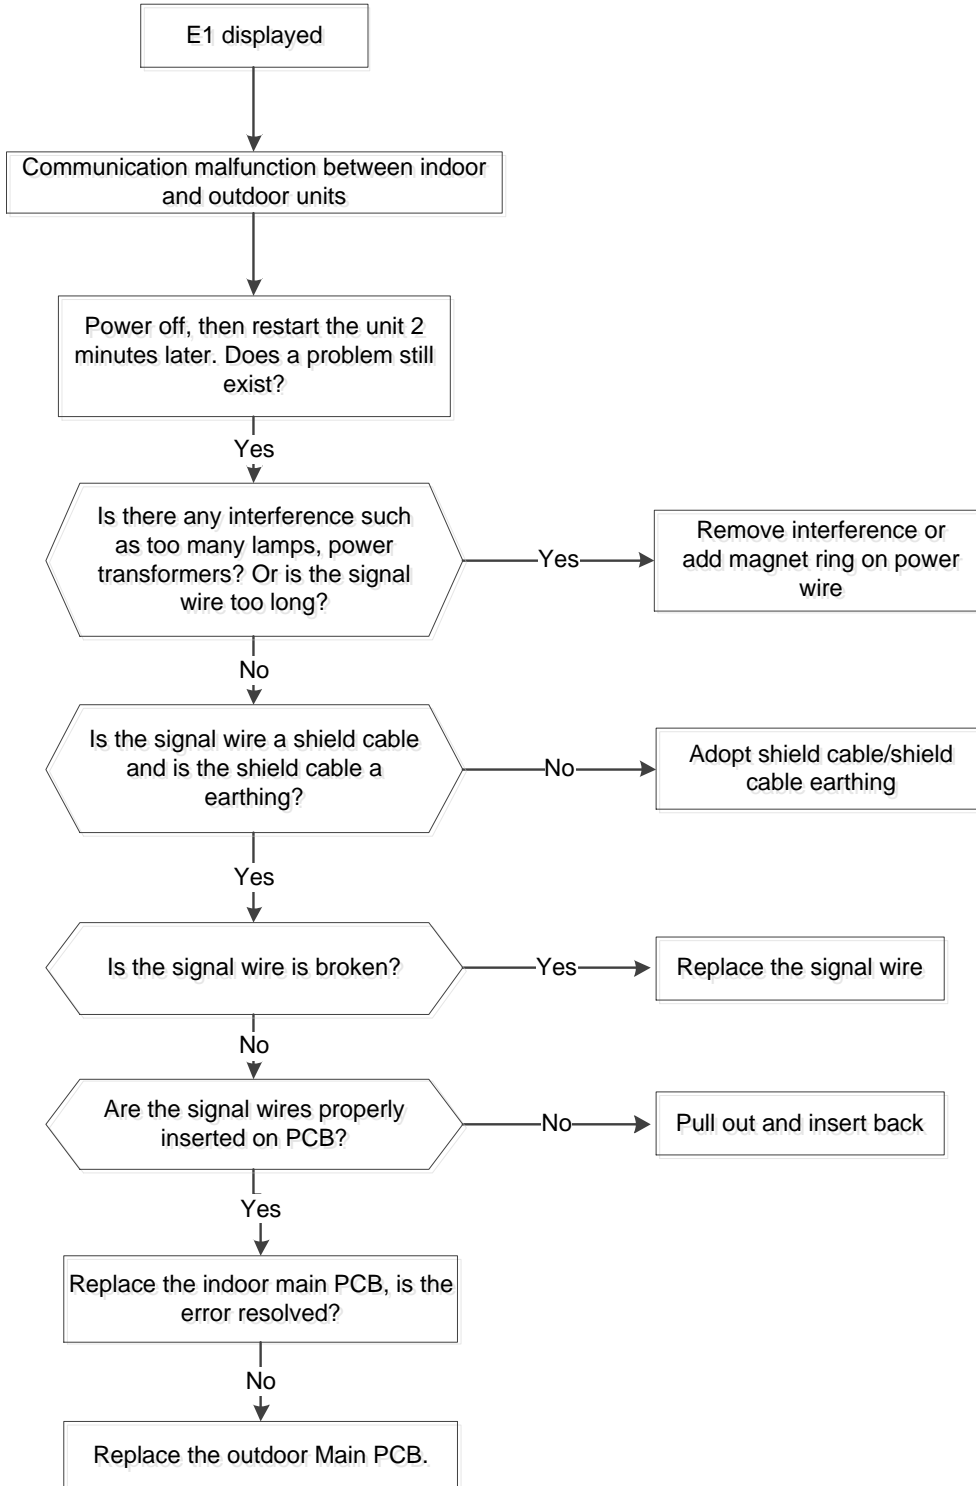 E1 displayed
Communication malfunction between indoor
and outdoor units
Power off, then restart the unit 2
minutes later. Does a problem still
exist?
Yes
Is there any interference such
as too many lamps, power
transformers? Or is the signal
wire too long?
Yes
Remove interference or
add magnet ring on power
wire
No
Is the signal wire a shield cable
and is the shield cable a
earthing?
No
Adopt shield cable/shield
cable earthing
Yes
Is the signal wire is broken?
Yes
Replace the signal wire
No
Are the signal wires properly
inserted on PCB?
No
Pull out and insert back
Yes
Replace the indoor main PCB, is the
error resolved?
No
Replace the outdoor Main PCB.